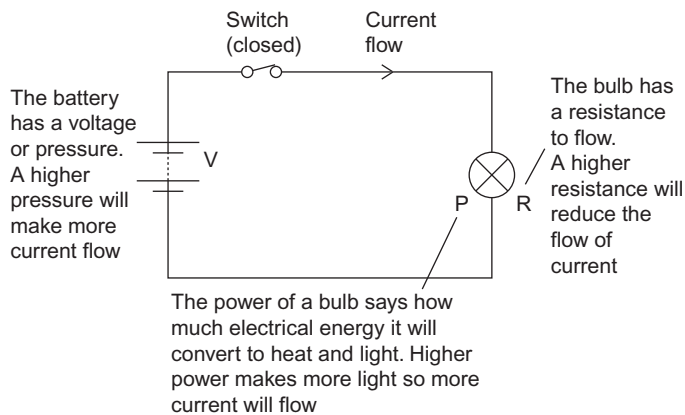 Switch
(closed)
Current
flow
The battery
has a voltage
or pressure.
A higher
pressure will
make more
current flow
V
The bulb has
a resistance
to flow.
A higher
resistance will
reduce the
flow of
current
P
R
The power of a bulb says how
much electrical energy it will
convert to heat and light. Higher
power makes more light so more
current will flow